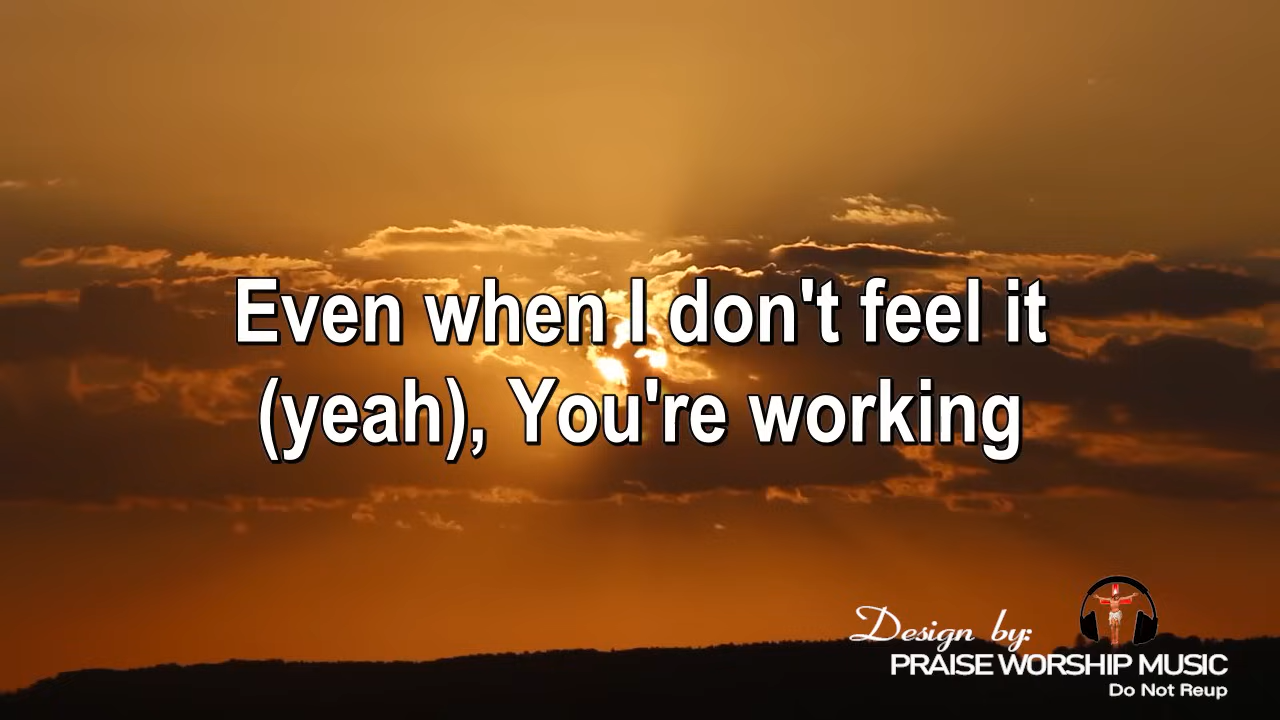 Even when I don't feel it
(yeah), You're working
Design by:
PRAISE WORSHIP MUSIC
Do Not Reup